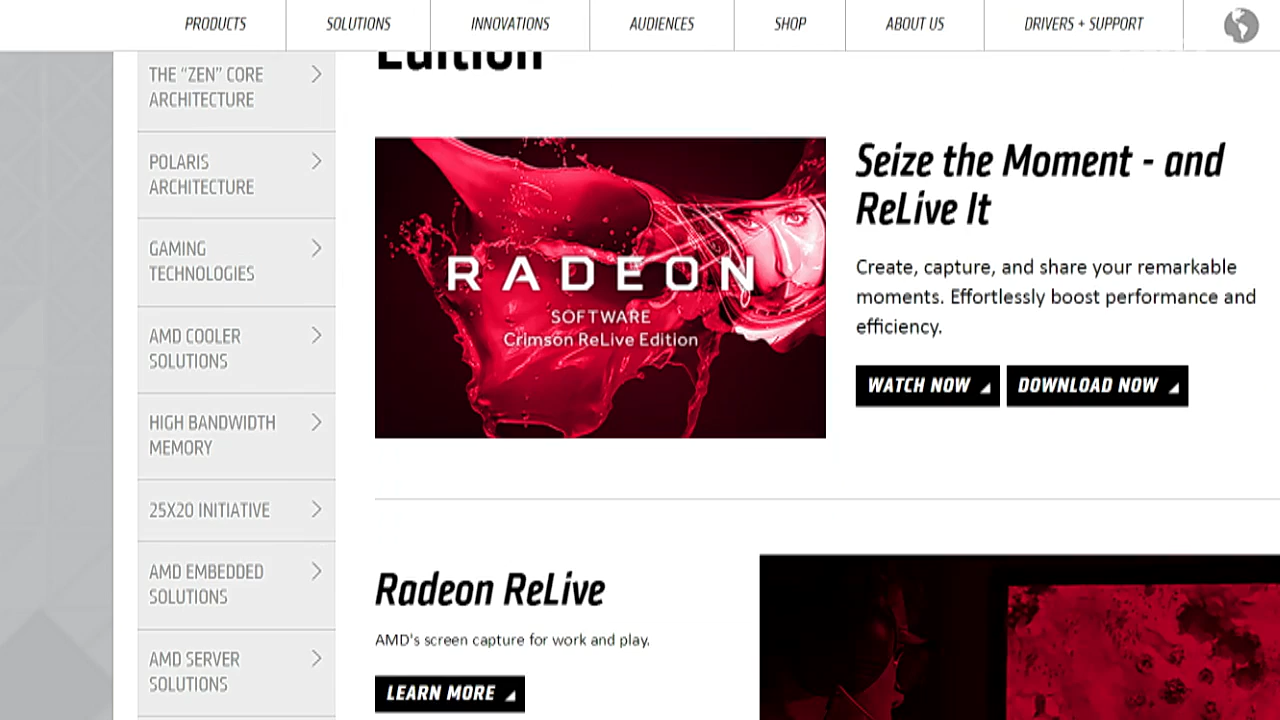 PRODUCTS
SOLUTIONS
INNOVATIONS
AUDIENCES
SHOP
ABOUT US
DRIVERS + SUPPORT
Edition
THE “ZEN” CORE
ARCHITECTURE
POLARIS
ARCHITECTURE
GAMING
TECHNOLOGIES
AMD COOLER
SOLUTIONS
HIGH BANDWIDTH
MEMORY
25X20 INITIATIVE
AMD EMBEDDED
SOLUTIONS
AMD SERVER
SOLUTIONS
RADEON
SOFTWARE
Crimson ReLive Edition
Seize the Moment - and
ReLive It
Create, capture, and share your remarkable
moments. Effortlessly boost performance and
efficiency.
WATCH NOW
DOWNLOAD NOW
Radeon ReLive
AMD's screen capture for work and play.
LEARN MORE